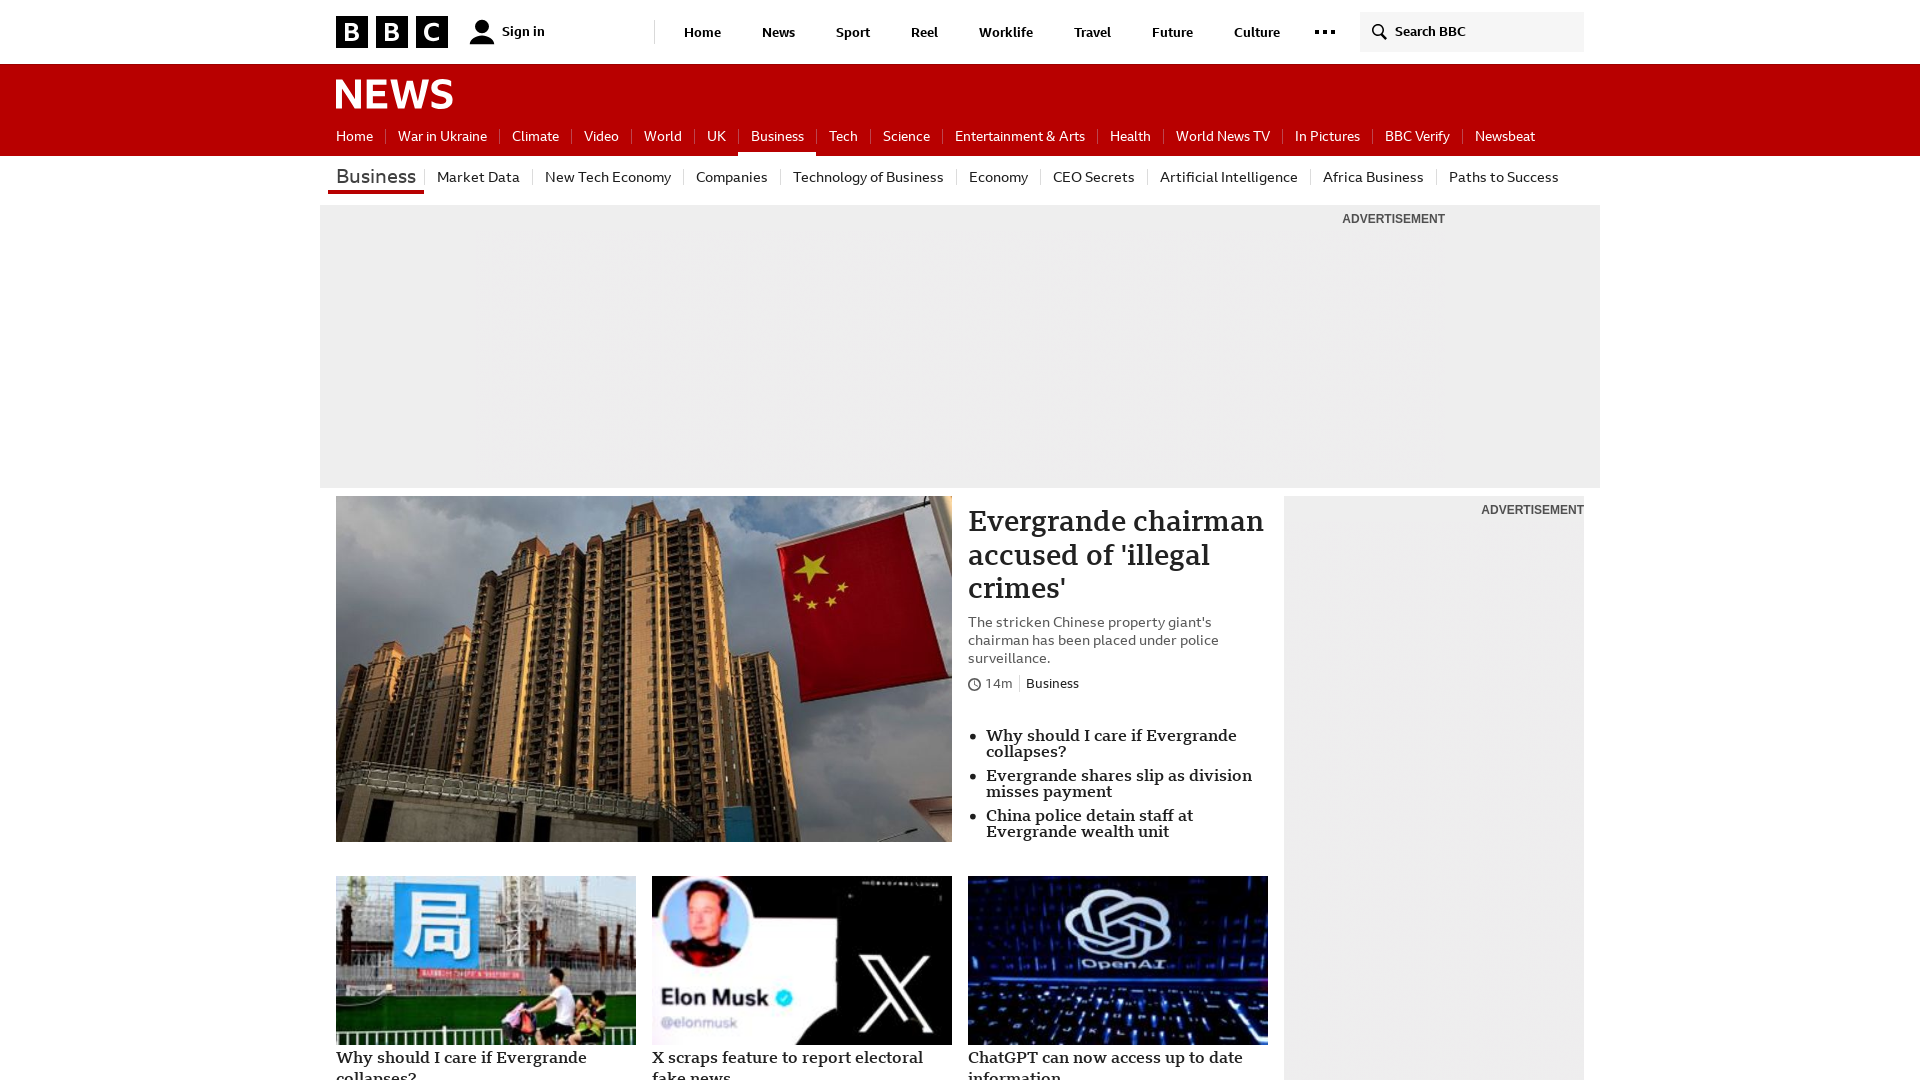 BBC
Sign in
Home
News
Sport
Reel
Worklife
Travel
Future
Culture
Search BBC
NEWS
Home
War in Ukraine
Climate
Video
World
UK
Business
Tech
Science
Entertainment & Arts
Health
World News TV
In Pictures
BBC Verify
Newsbeat
Business
Market Data
New Tech Economy
Companies
Technology of Business
Economy
CEO Secrets
Artificial Intelligence
Africa Business
Paths to Success
ADVERTISEMENT
Evergrande chairman
accused of 'illegal
crimes'
The stricken Chinese property giant's
chairman has been placed under police
surveillance.
14m
Business
• Why should I care if Evergrande
collapses?
• Evergrande shares slip as division
misses payment
• China police detain staff at
Evergrande wealth unit
ADVERTISEMENT
局
Elon Musk
@elonmusk
X
OpenAI
Why should I care if Evergrande
collapses?
X scraps feature to report electoral
fake news
ChatGPT can now access up to date
information